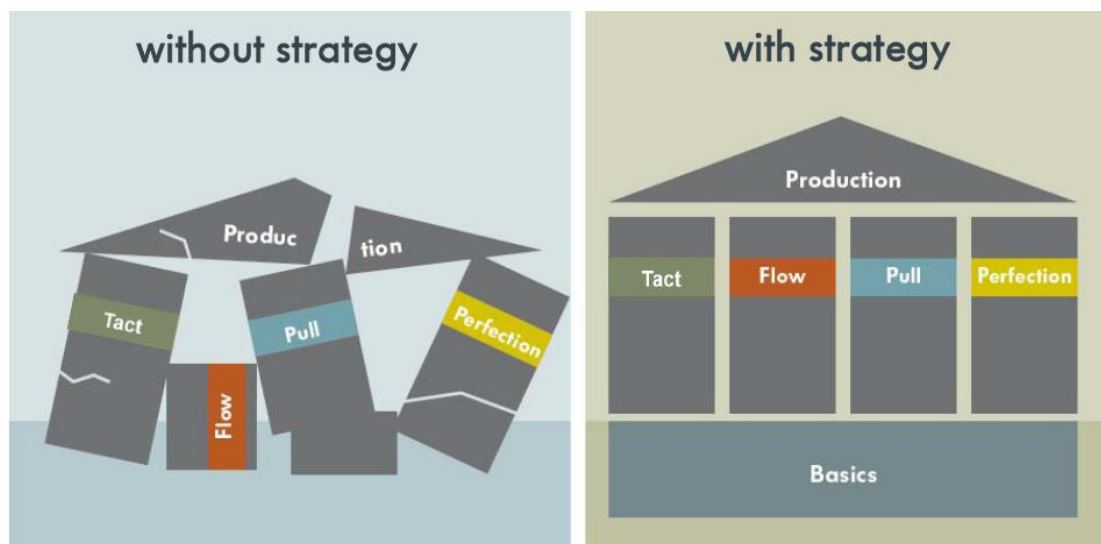 without strategy
Produc
tion
Tact
Flow
Pull
Perfection
with strategy
Production
Tact
Flow
Pull
Perfection
Basics